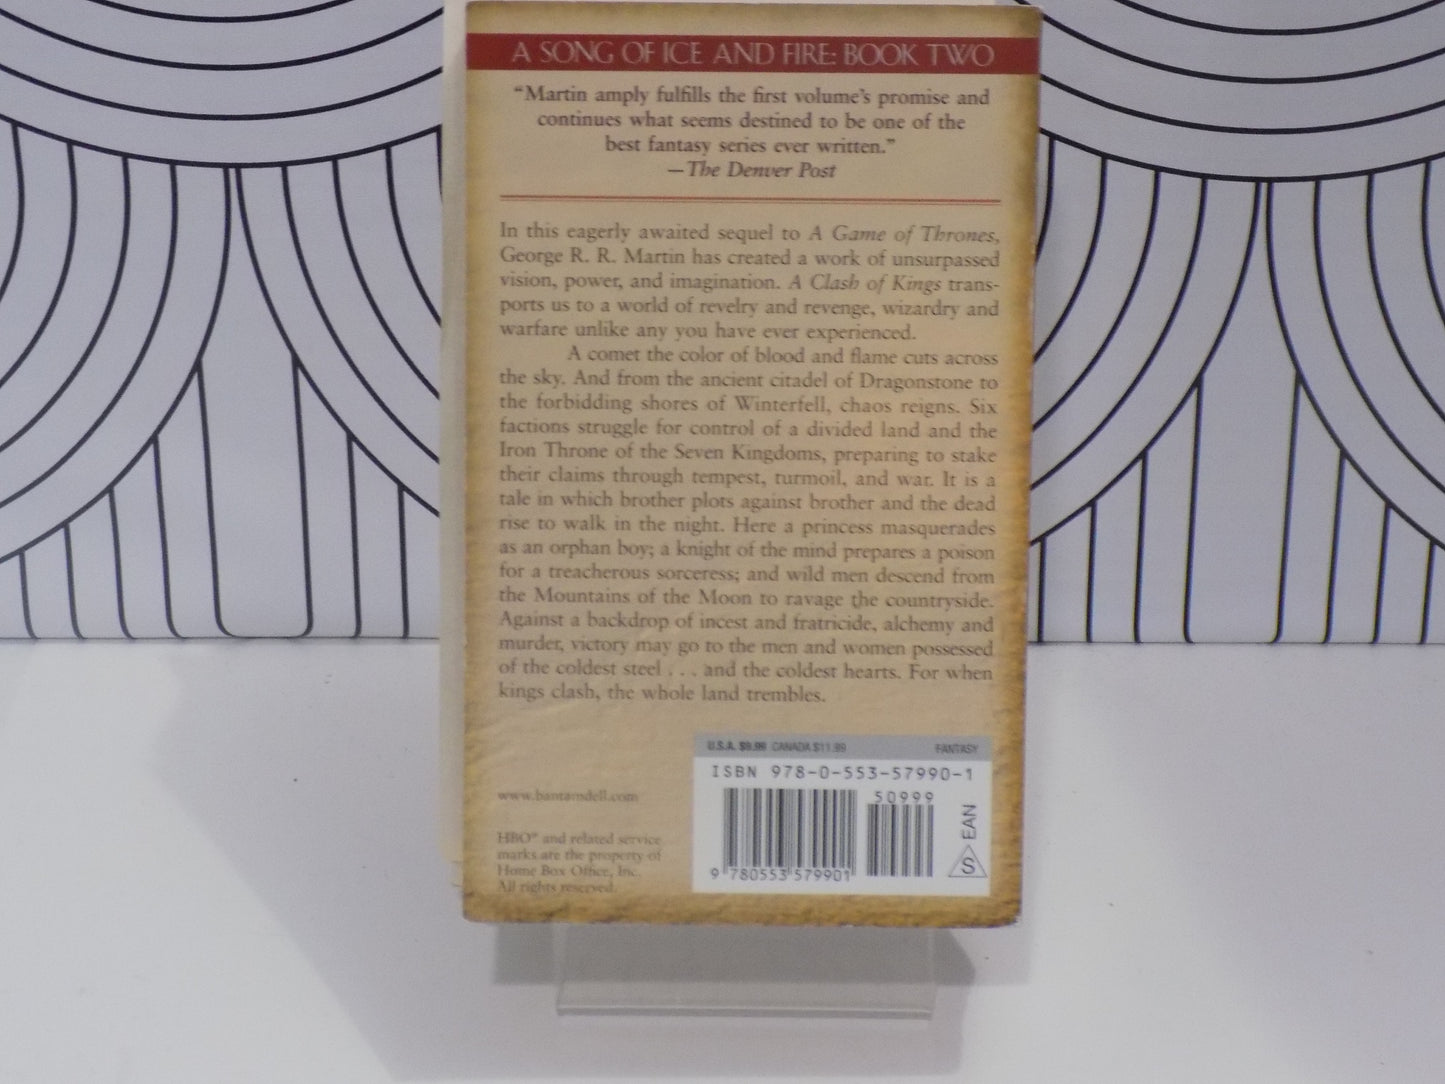 A SONG OF ICE AND FIRE: BOOK TWO
“Martin amply fulfills the first volume’s promise and
continues what seems destined to be one of the
best fantasy series ever written.”
—The Denver Post
In this eagerly awaited sequel to A Game of Thrones,
George R. R. Martin has created a work of unsurpassed
vision, power, and imagination. A Clash of Kings trans-
ports us to a world of revelry and revenge, wizardry and
warfare unlike any you have ever experienced.
A comet the color of blood and flame cuts across
the sky. And from the ancient citadel of Dragonstone to
the forbidding shores of Winterfell, chaos reigns. Six
factions struggle for control of a divided land and the
Iron Throne of the Seven Kingdoms, preparing to stake
their claims through tempest, turmoil, and war. It is a
tale in which brother plots against brother and the dead
rise to walk in the night. Here a princess masquerades
as an orphan boy; a knight of the mind prepares a poison
for a treacherous sorceress; and wild men descend from
the Mountains of the Moon to ravage the countryside.
Against a backdrop of incest and fratricide, alchemy and
murder, victory may go to the men and women possessed
of the coldest steel . . . and the coldest hearts. For when
kings clash, the whole land trembles.
U.S.A. $9.99 CANADA $11.99 FANTASY
ISBN 978-0-553-57990-1
50999
9 780553 579901
EAN
S
www.bantamdell.com
HBO® and related service
marks are the property of
Home Box Office, Inc.
All rights reserved.